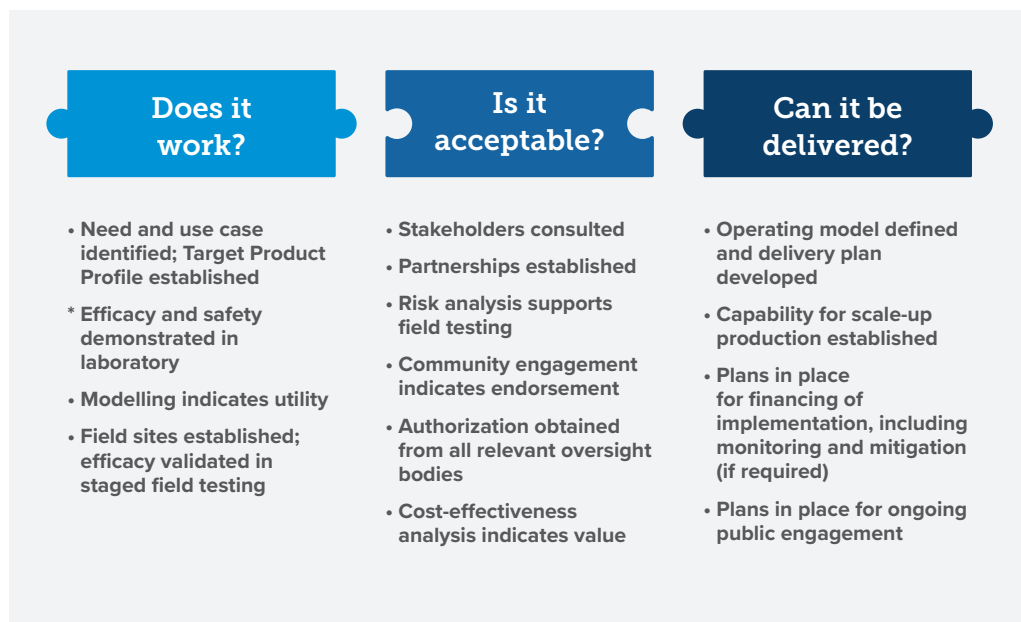 Does it
work?
• Need and use case
identified; Target Product
Profile established
* Efficacy and safety
demonstrated in
laboratory
• Modelling indicates utility
• Field sites established;
efficacy validated in
staged field testing
Is it
acceptable?
• Stakeholders consulted
• Partnerships established
• Risk analysis supports
field testing
• Community engagement
indicates endorsement
• Authorization obtained
from all relevant oversight
bodies
• Cost-effectiveness
analysis indicates value
Can it be
delivered?
• Operating model defined
and delivery plan
developed
• Capability for scale-up
production established
• Plans in place
for financing of
implementation, including
monitoring and mitigation
(if required)
• Plans in place for ongoing
public engagement